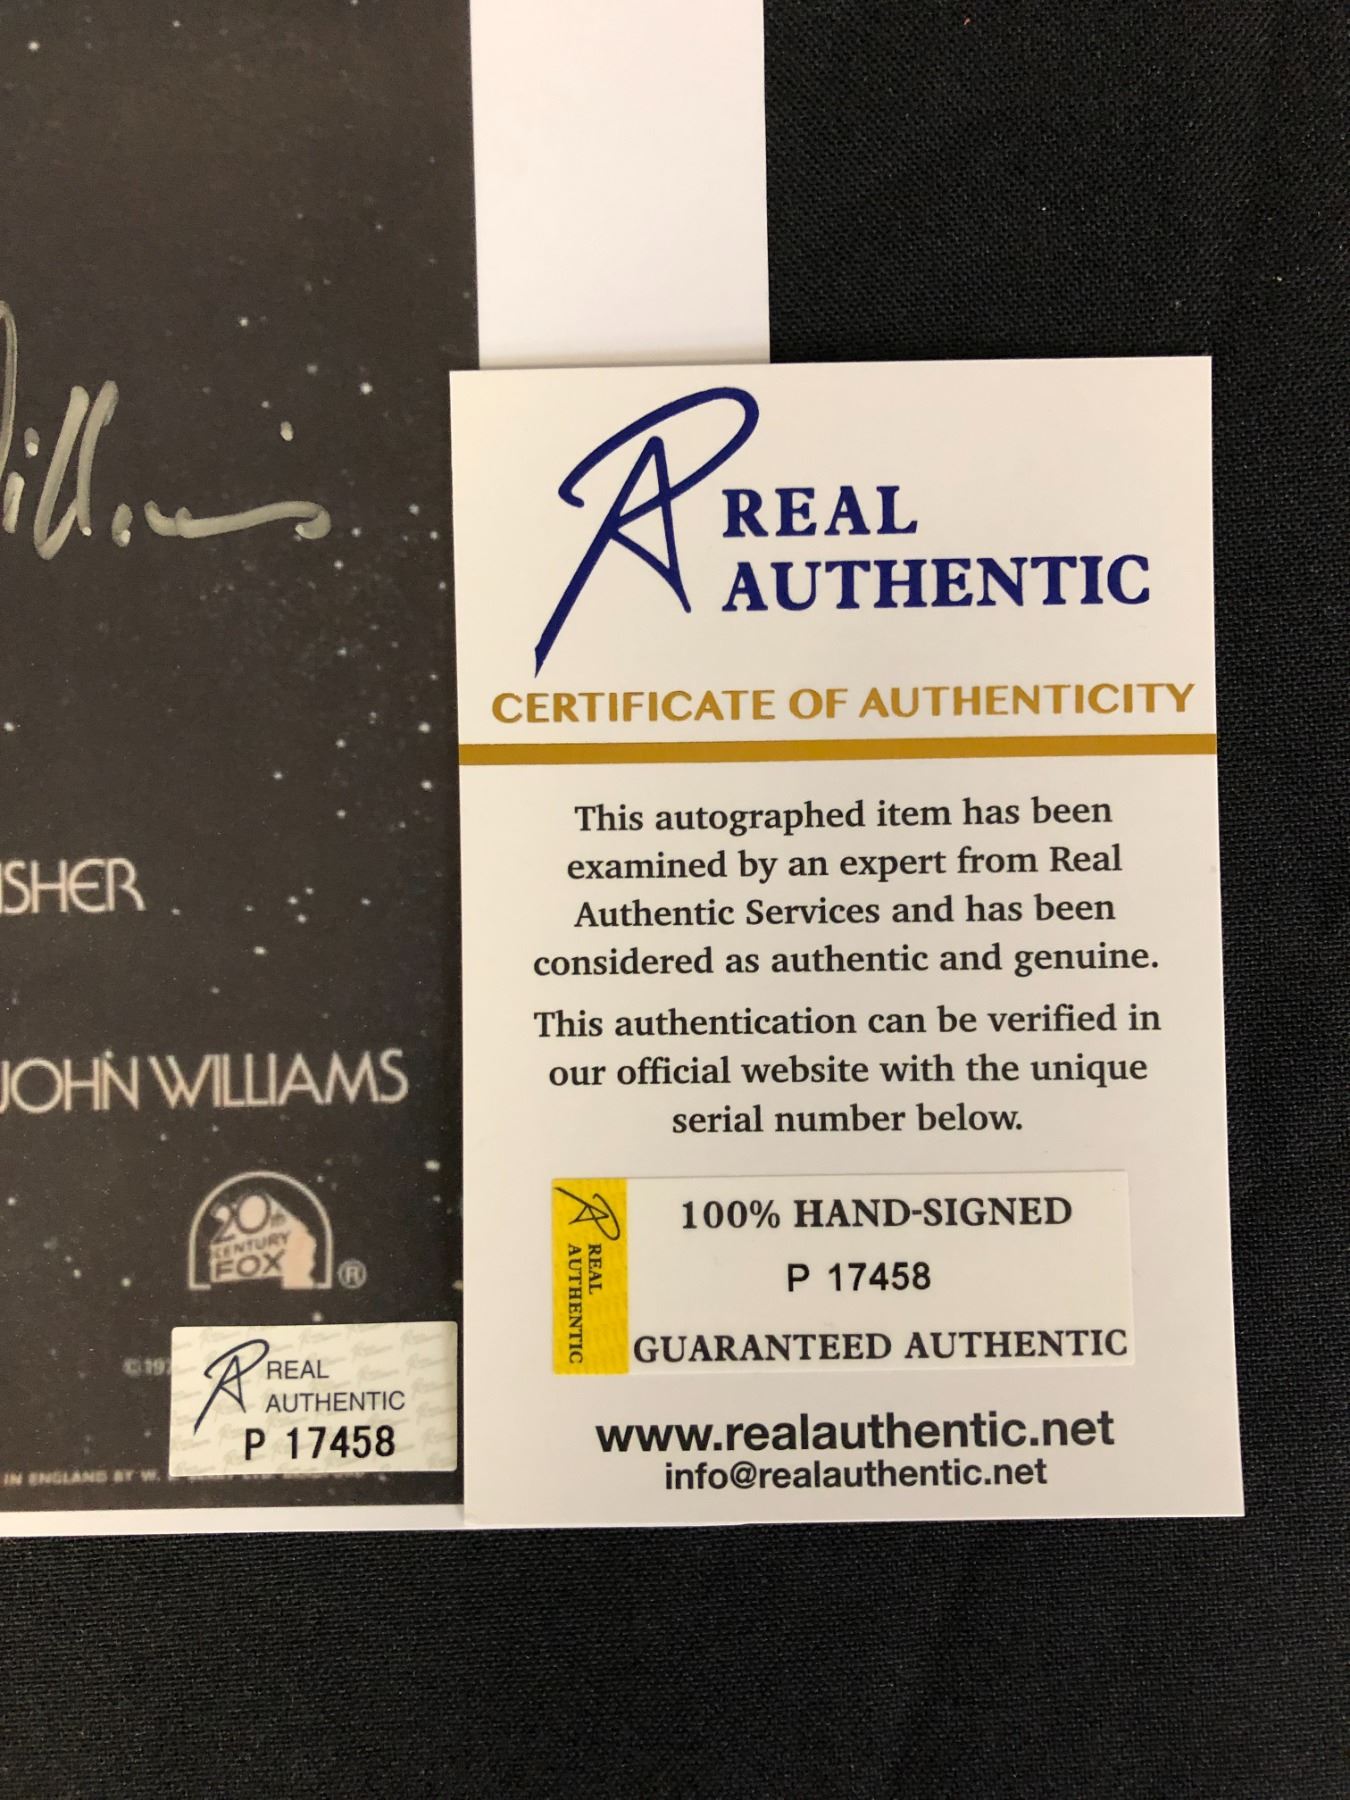 JOHN WILLIAMS
20th
CENTURY
FOX
®
REAL
AUTHENTIC
P 17458
IN ENGLAND BY W.
REAL
AUTHENTIC
CERTIFICATE OF AUTHENTICITY
This autographed item has been
examined by an expert from Real
Authentic Services and has been
considered as authentic and genuine.
This authentication can be verified in
our official website with the unique
serial number below.
REAL
AUTHENTIC
100% HAND-SIGNED
P 17458
GUARANTEED AUTHENTIC
www.realauthentic.net
info@realauthentic.net